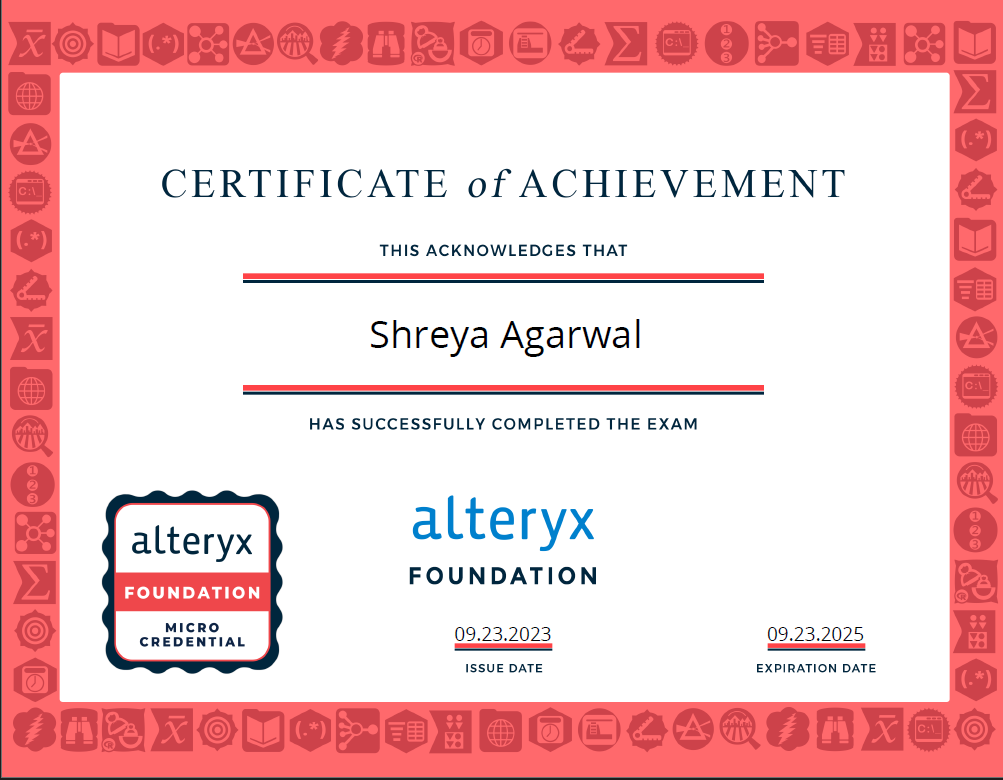 CERTIFICATE of ACHIEVEMENT
THIS ACKNOWLEDGES THAT
Shreya Agarwal
HAS SUCCESSFULLY COMPLETED THE EXAM
alteryx
FOUNDATION
MICRO
CREDENTIAL
alteryx
FOUNDATION
09.23.2023
ISSUE DATE
09.23.2025
EXPIRATION DATE